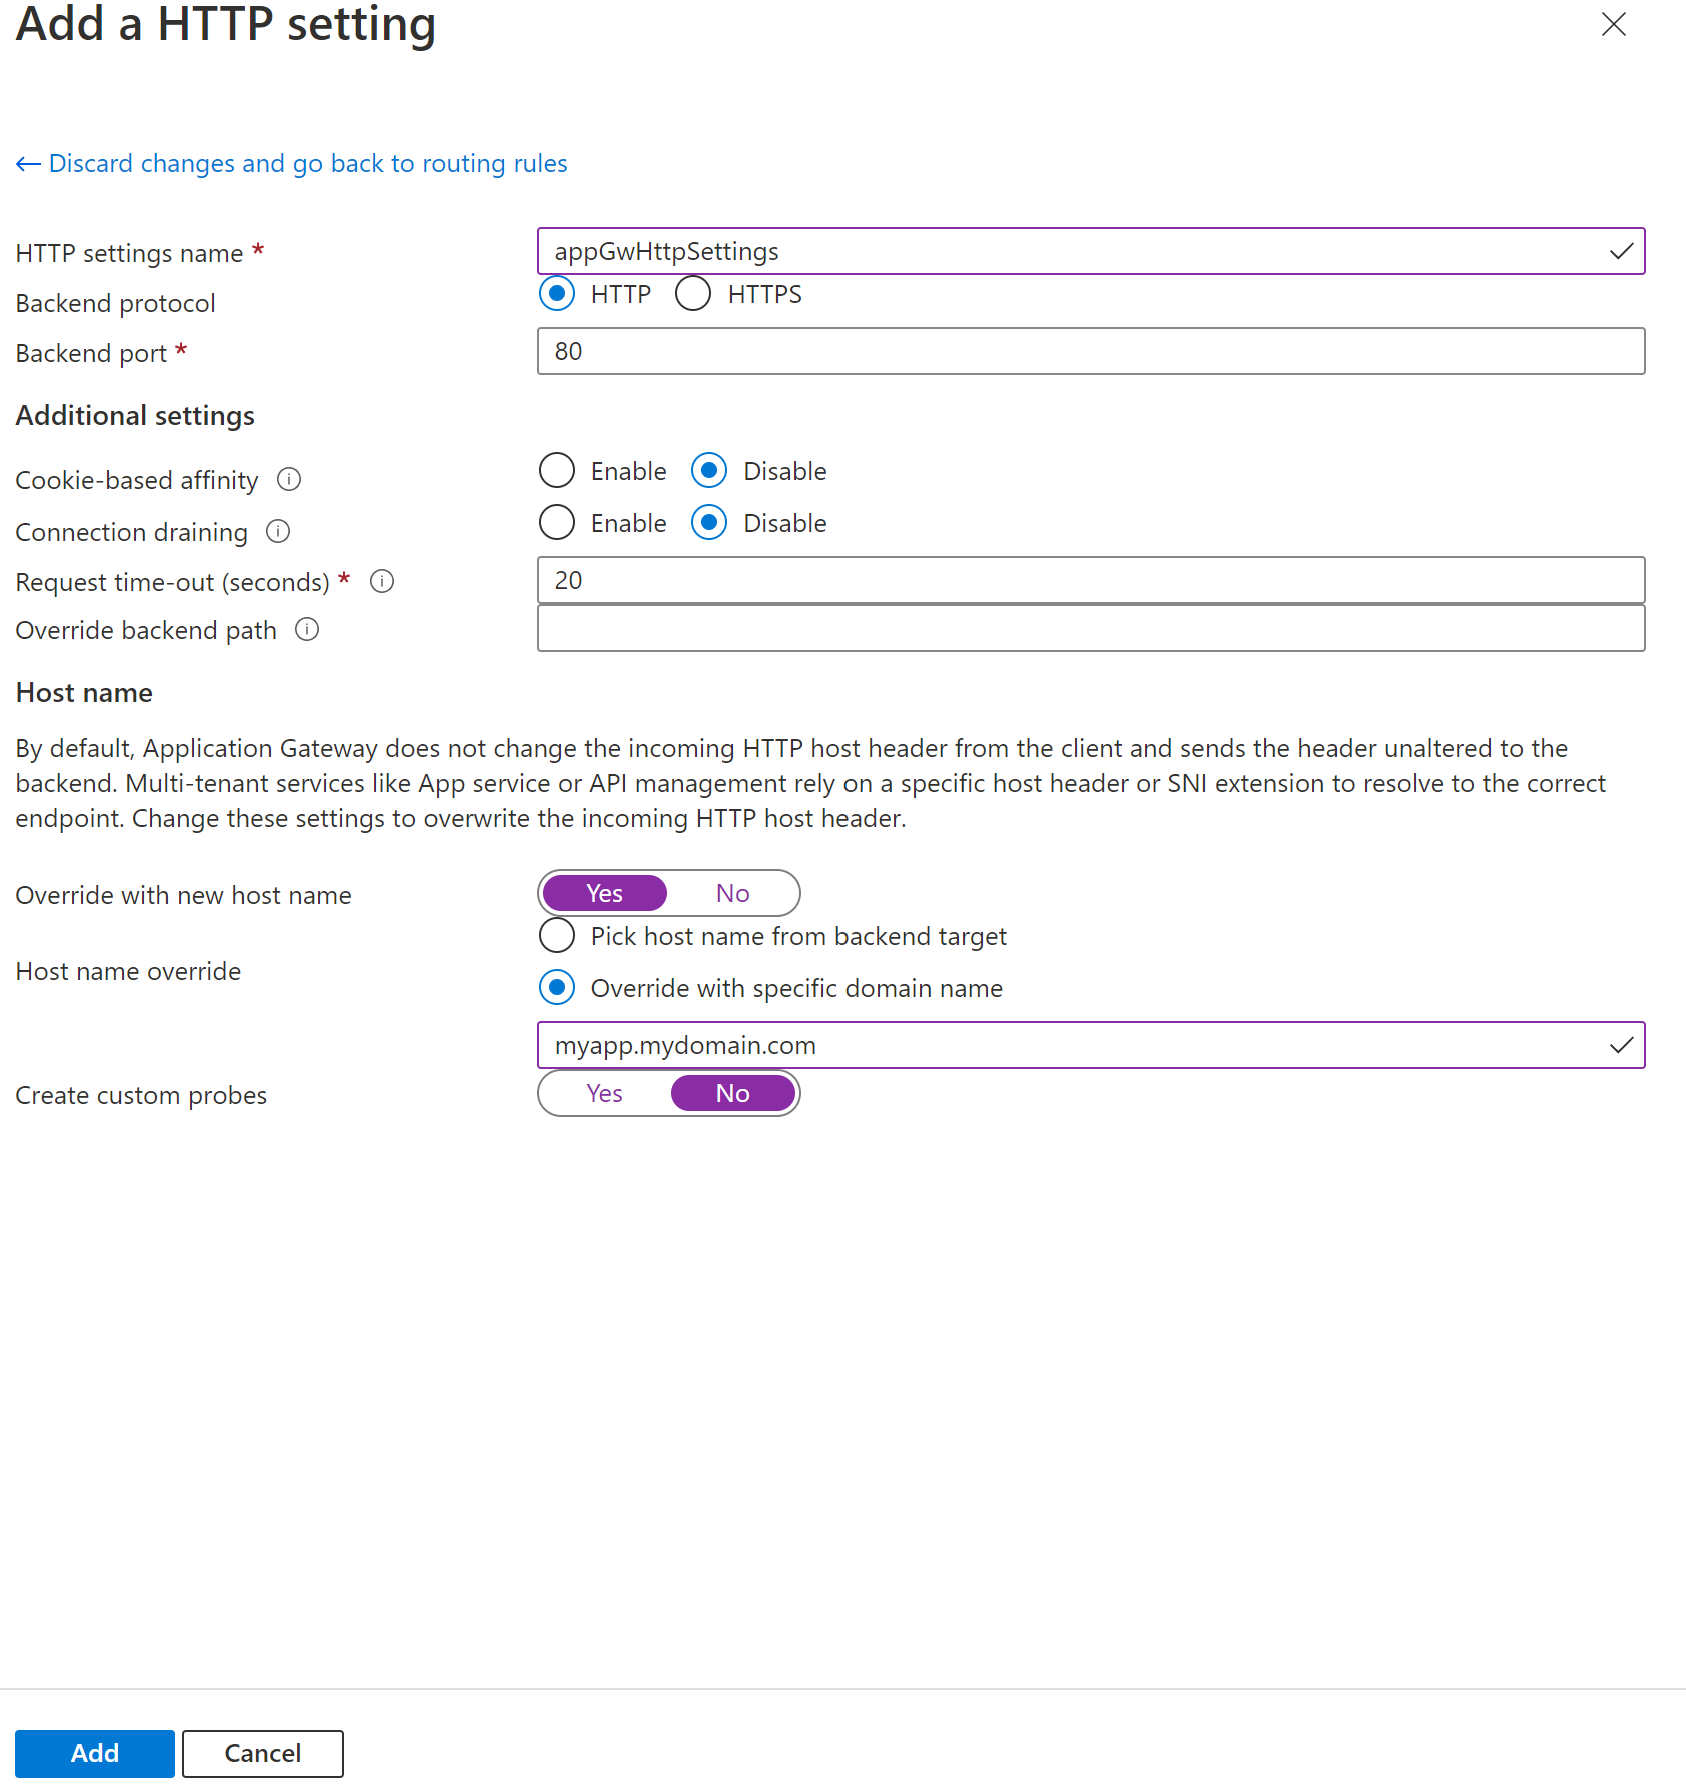 Add a HTTP setting
← Discard changes and go back to routing rules
HTTP settings name * appGwHttpSettings
Backend protocol HTTP HTTPS
Backend port * 80
Additional settings
Cookie-based affinity Enable Disable
Connection draining Enable Disable
Request time-out (seconds) * 20
Override backend path
Host name
By default, Application Gateway does not change the incoming HTTP host header from the client and sends the header unaltered to the
backend. Multi-tenant services like App service or API management rely on a specific host header or SNI extension to resolve to the correct
endpoint. Change these settings to overwrite the incoming HTTP host header.
Override with new host name Yes No
Pick host name from backend target
Host name override
Override with specific domain name
myapp.mydomain.com
Create custom probes Yes No
Add Cancel